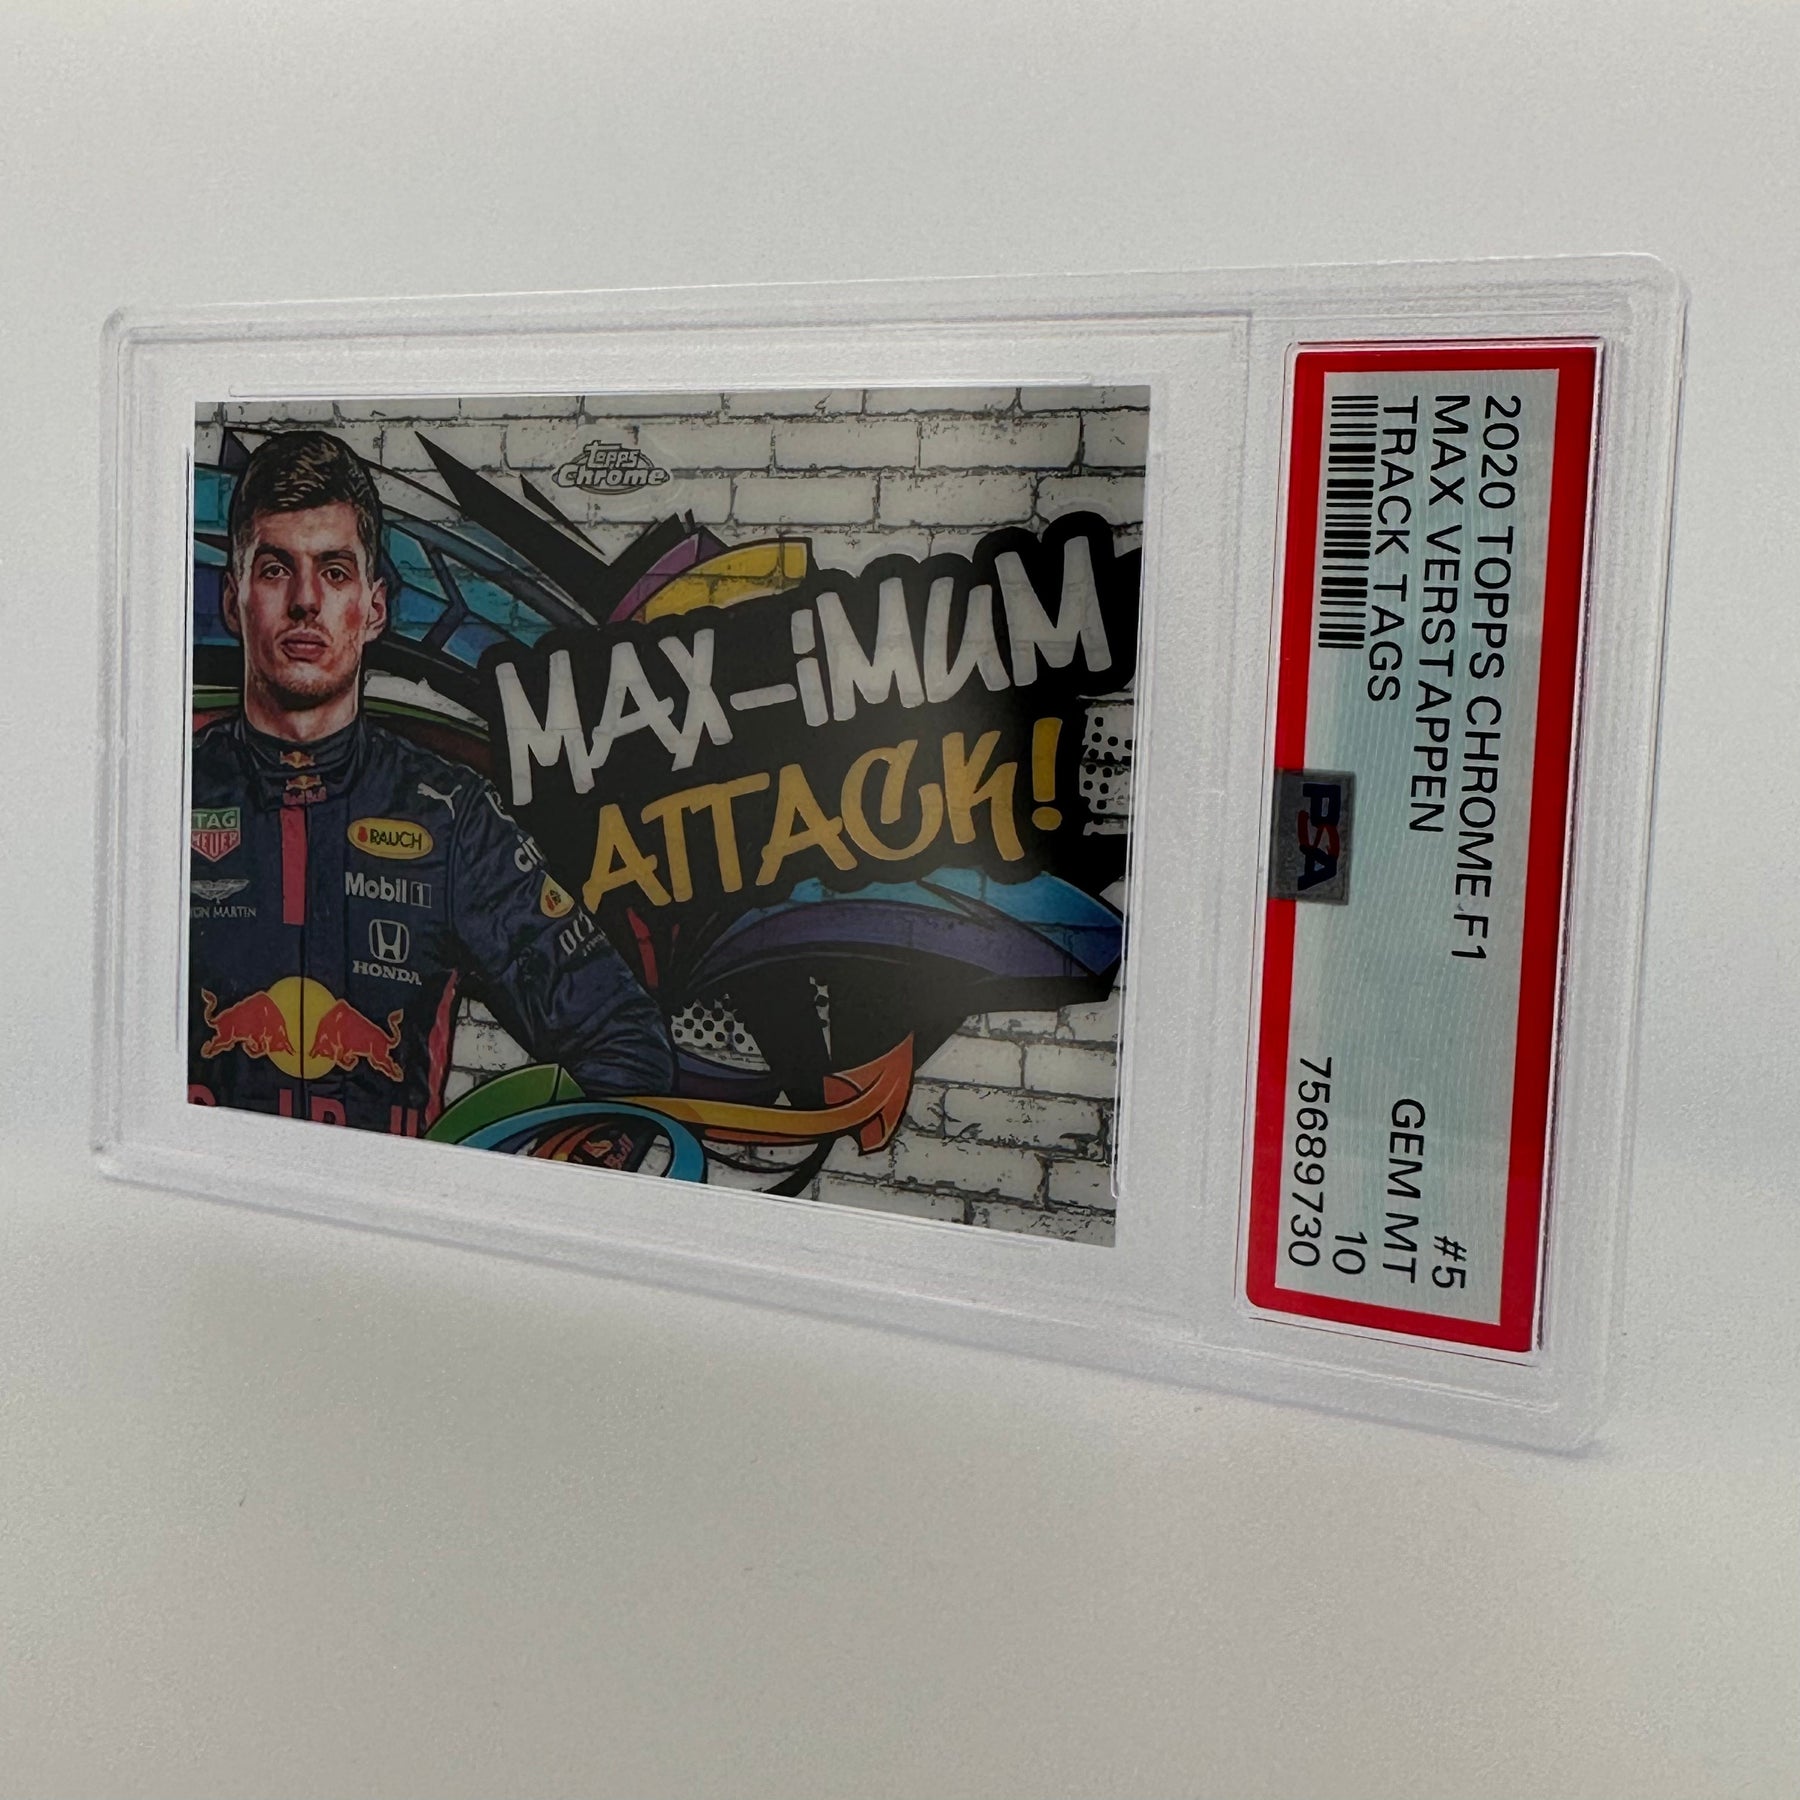 Topps
Chrome
MAX-iMUM
ATTACK!
TAG
HEUER
RAUCH
Mobil 1
HONDA
MARTIN
2020 TOPPS CHROME F1
MAX VERSTAPPEN
TRACK TAGS
#5
GEM MT
10
75689730
PSA